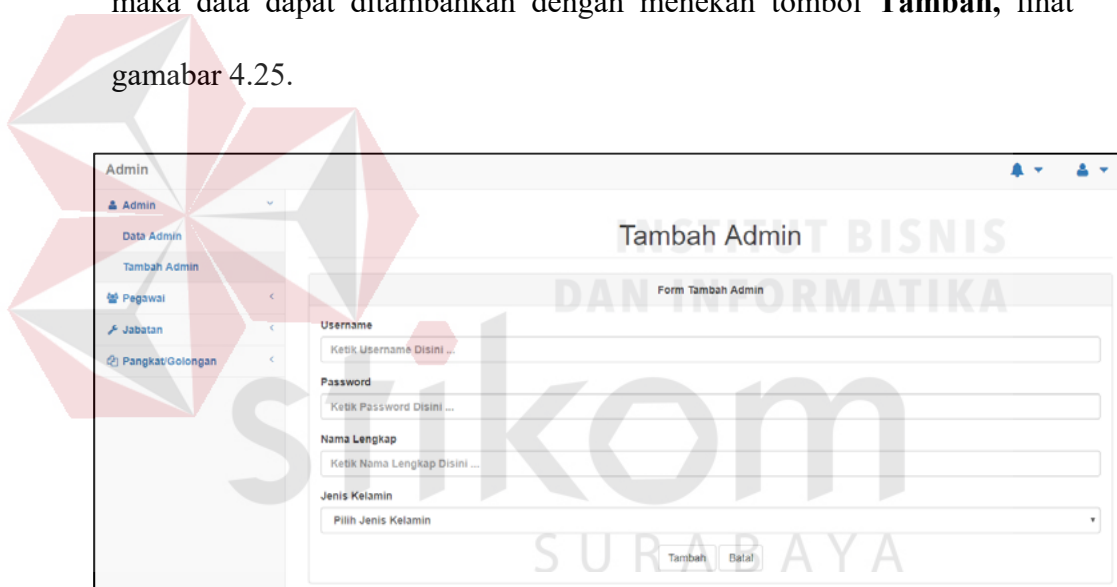 maka data dapat ditambahkan dengan menekan tombol Tambah, lihat
gamabar 4.25.
Admin
Admin
Data Admin
Tambah Admin
Pegawai
Jabatan
Pangkat/Golongan
Tambah Admin
Form Tambah Admin
Username
Ketik Username Disini ...
Password
Ketik Password Disini ...
Nama Lengkap
Ketik Nama Lengkap Disini ...
Jenis Kelamin
Pilih Jenis Kelamin
Tambah Batal
INSTITUT BISNIS
DAN INFORMATIKA
stikom
SURABAYA